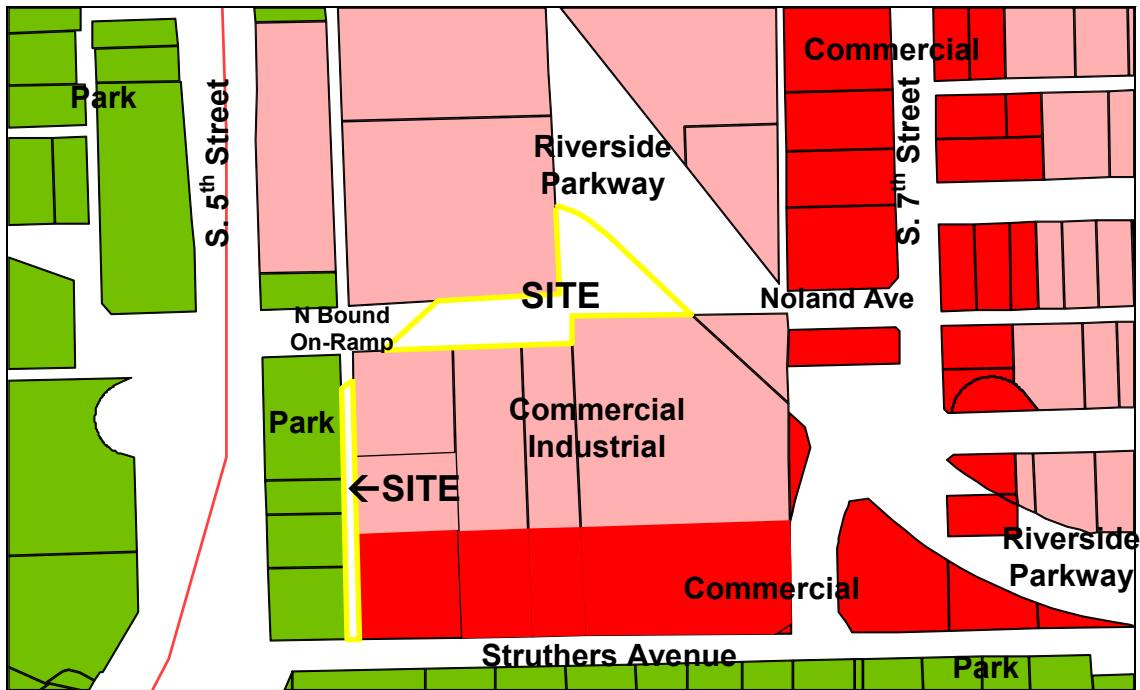 Commercial
Park
S. 5th Street
Riverside
Parkway
S. 7th Street
SITE
Noland Ave
N Bound
On-Ramp
Park
Commercial
Industrial
←SITE
Riverside
Parkway
Commercial
Struthers Avenue
Park